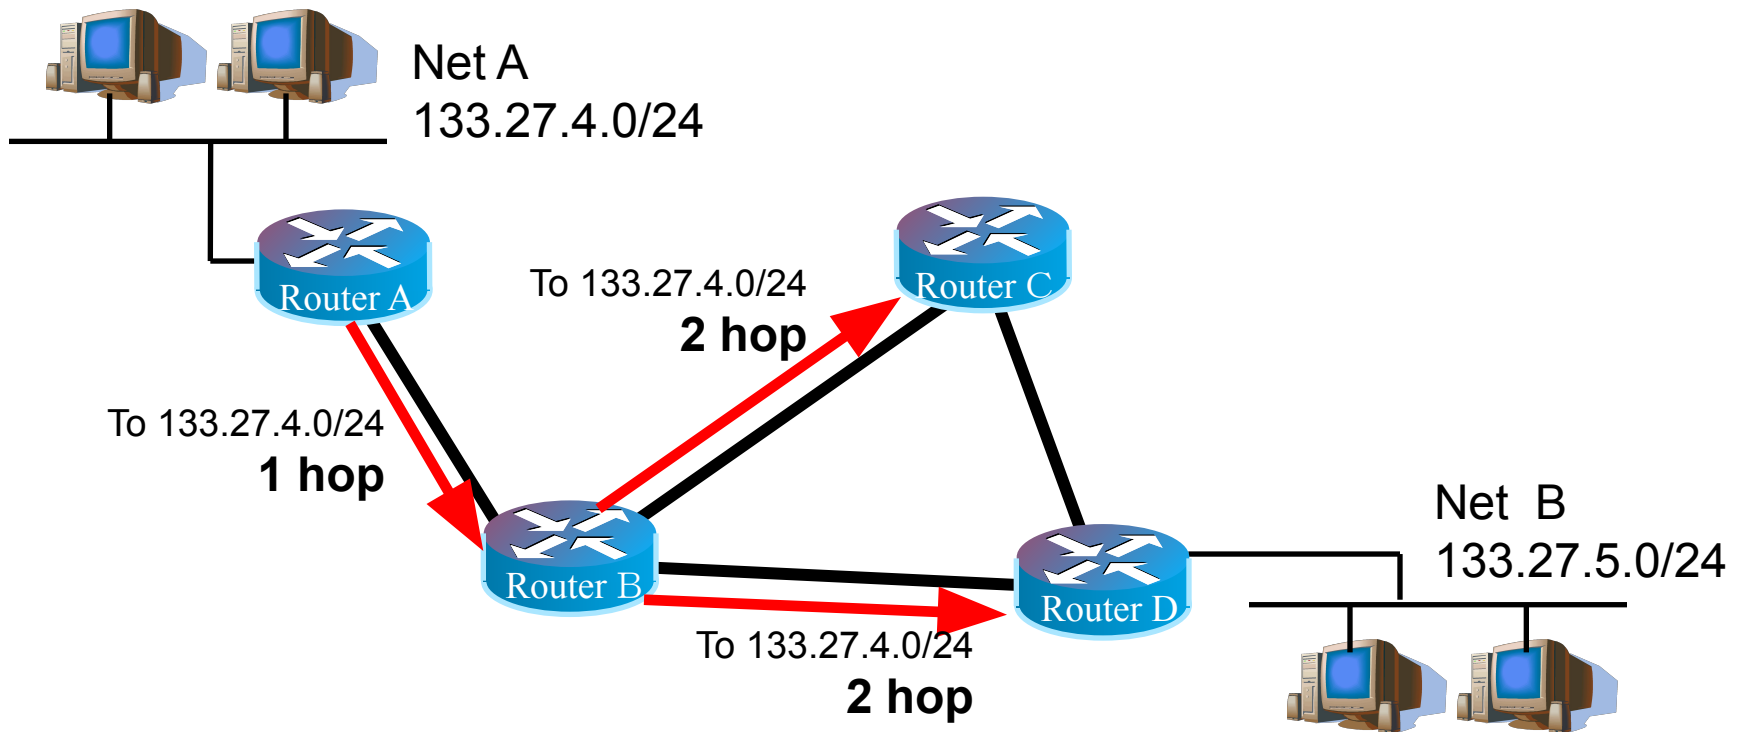 Net A
133.27.4.0/24
Router A
Router C
To 133.27.4.0/24
2 hop
To 133.27.4.0/24
1 hop
Router B
Router D
Net B
133.27.5.0/24
To 133.27.4.0/24
2 hop